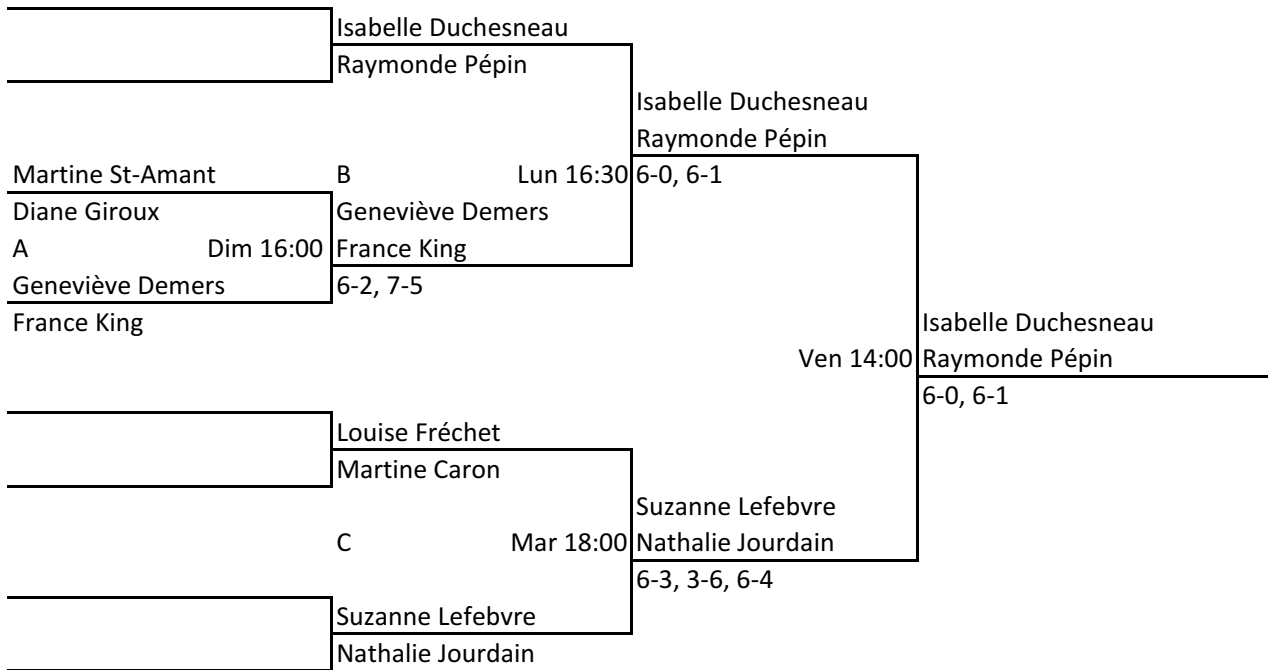 Isabelle Duchesneau
Raymonde Pépin
Isabelle Duchesneau
Raymonde Pépin
Martine St-Amant B Lun 16:30 6-0, 6-1
Diane Giroux Geneviève Demers
A Dim 16:00 France King
Geneviève Demers 6-2, 7-5
France King Isabelle Duchesneau
Ven 14:00 Raymonde Pépin
6-0, 6-1
Louise Fréchet
Martine Caron
Suzanne Lefebvre
C Mar 18:00 Nathalie Jourdain
6-3, 3-6, 6-4
Suzanne Lefebvre
Nathalie Jourdain